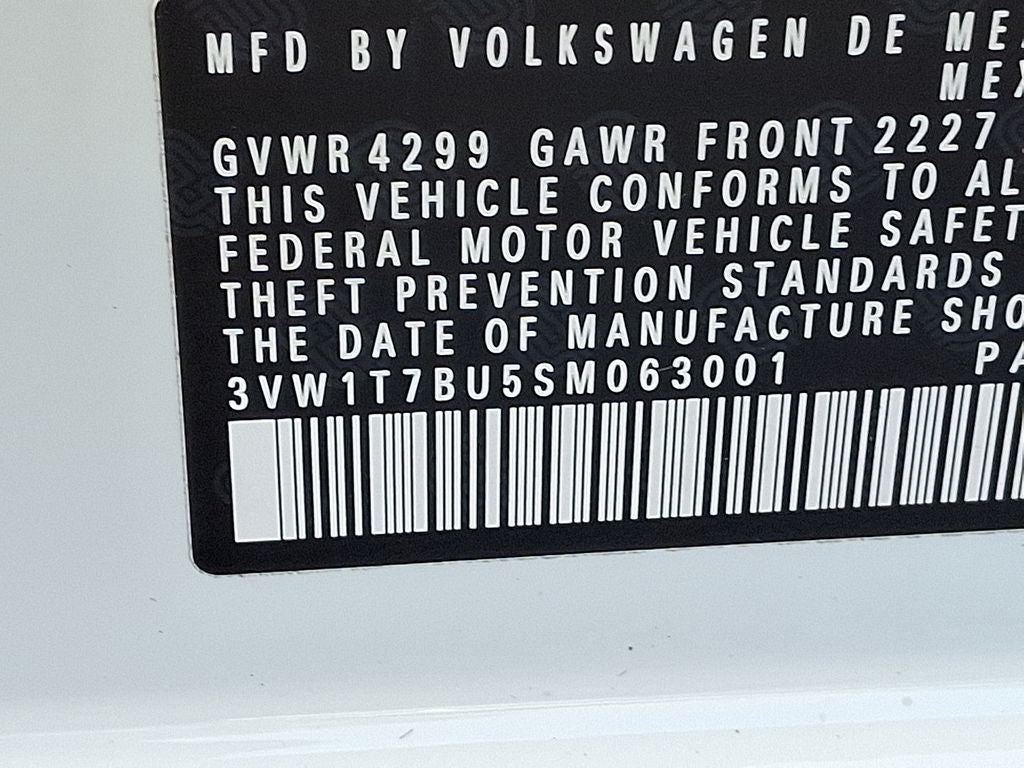 MFD BY VOLKSWAGEN DE
GVWR 4299 GAWR FRONT 2227
THIS VEHICLE CONFORMS TO
FEDERAL MOTOR VEHICLE
THEFT PREVENTION STANDARDS
THE DATE OF MANUFACTURE
3VW1T7BU5SM063001